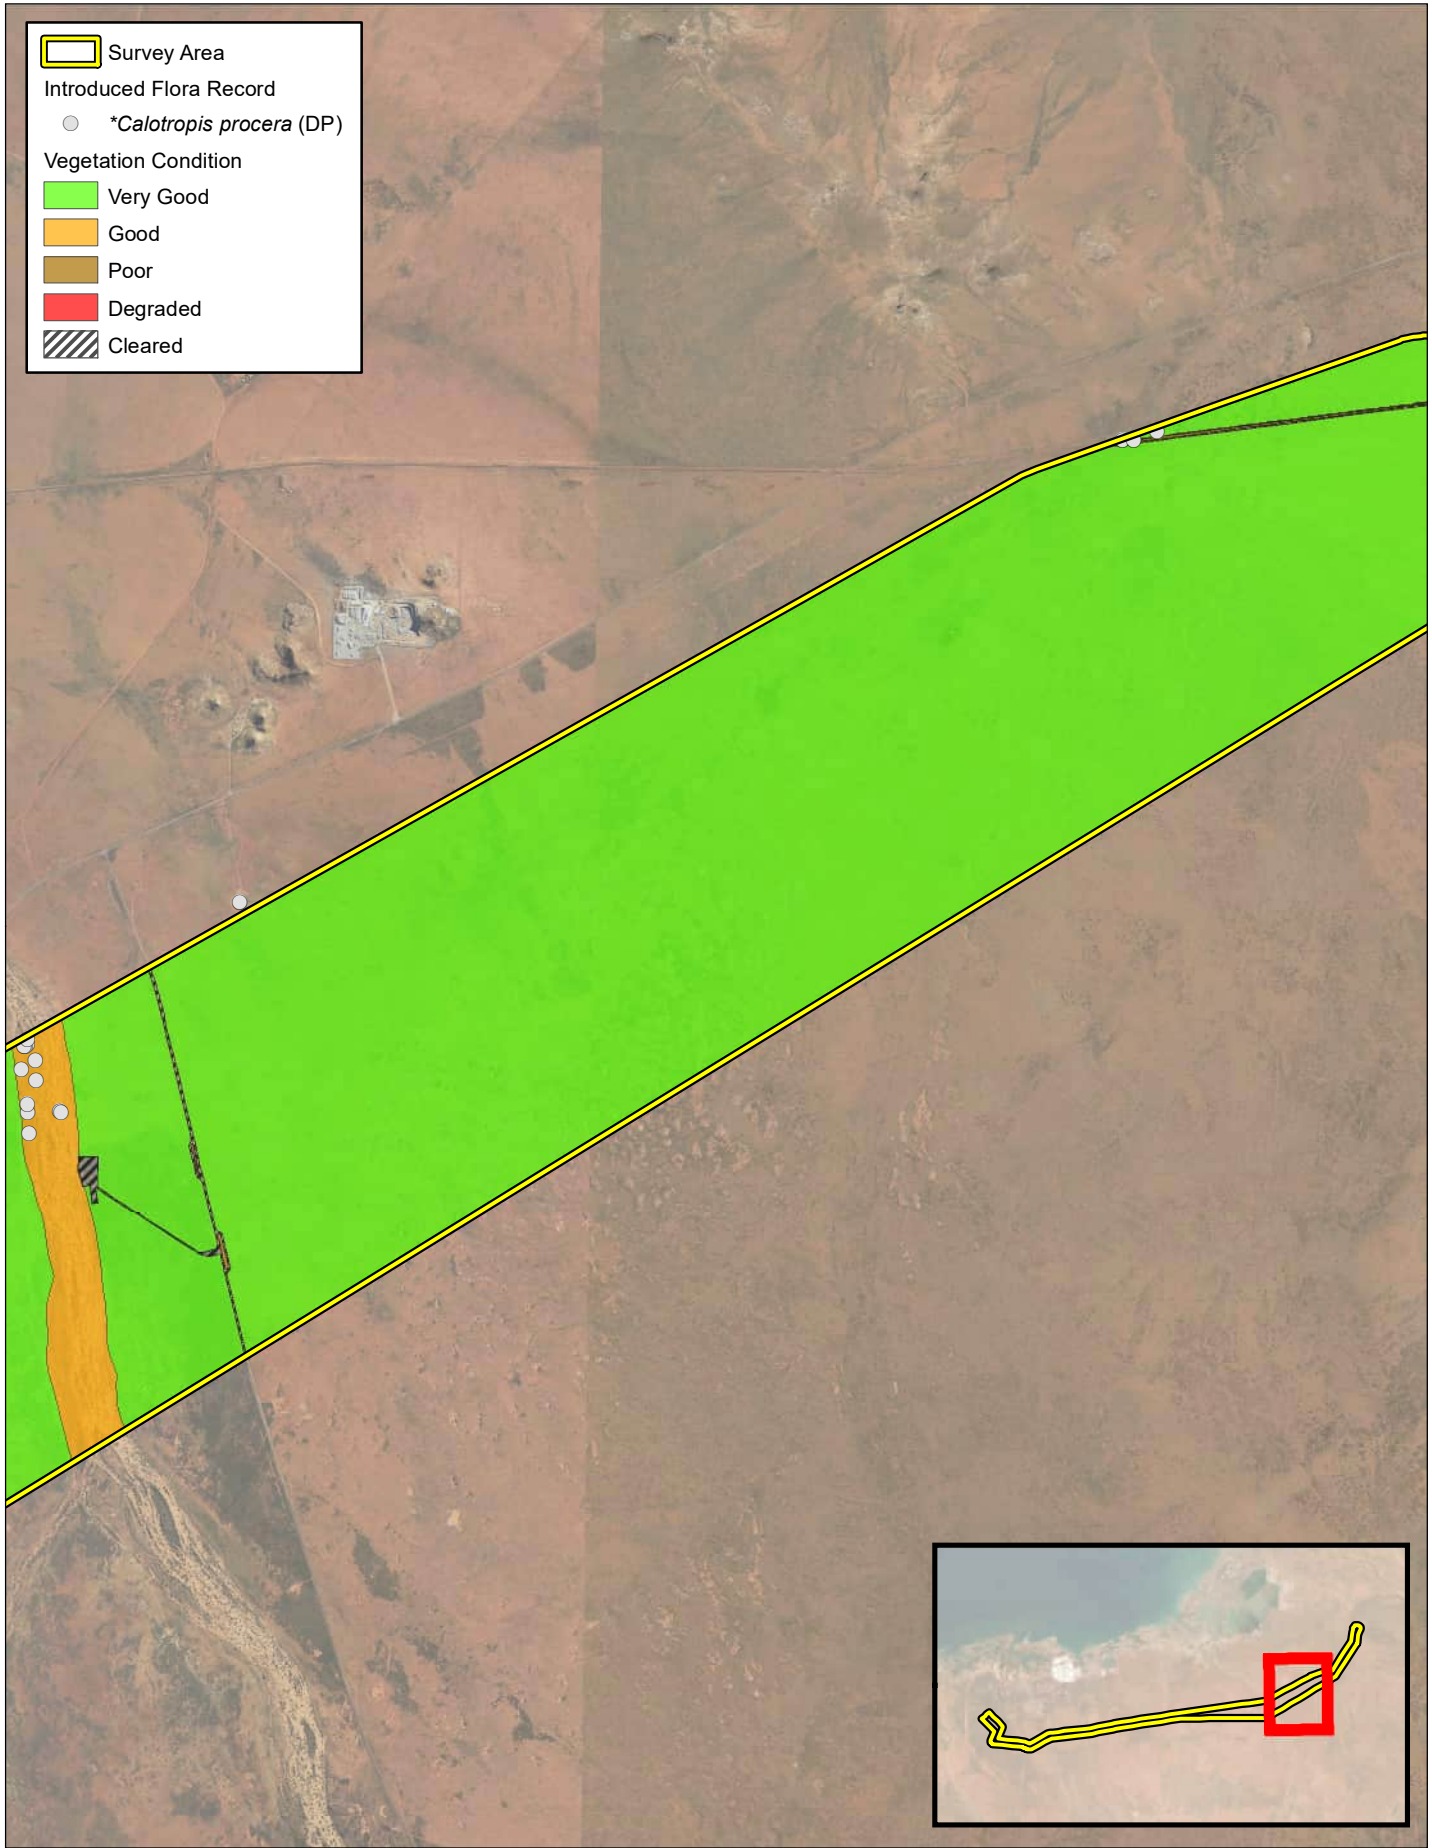 Survey Area
Introduced Flora Record
*Calotropis procera (DP)
Vegetation Condition
Very Good
Good
Poor
Degraded
Cleared